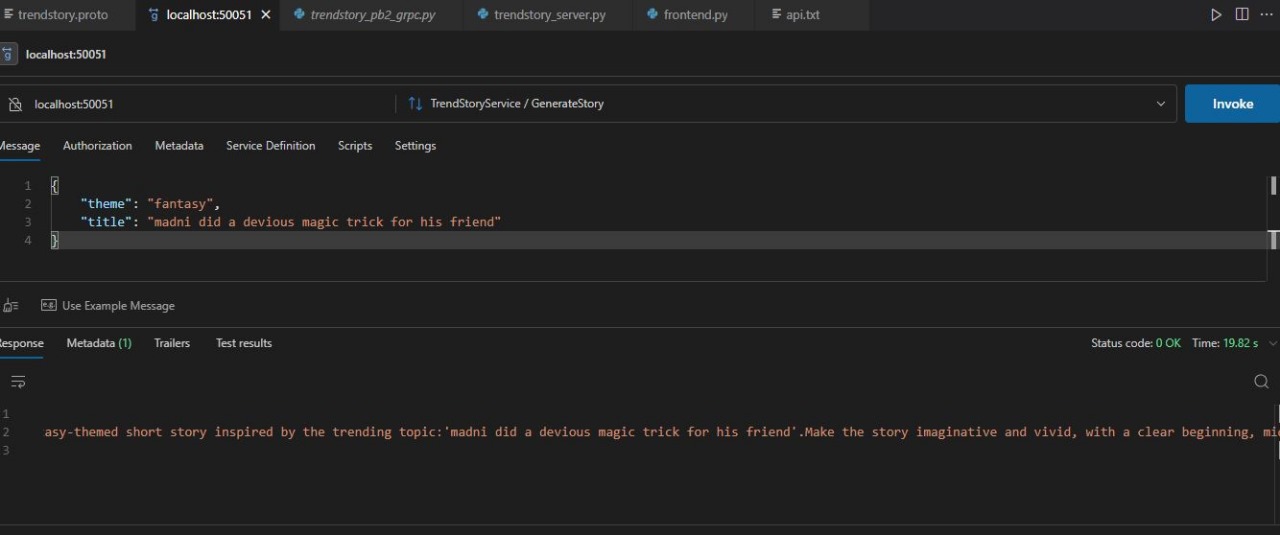 trendstory.proto localhost:50051 trendstory_pb2_grpc.py trendstory_server.py frontend.py api.txt
localhost:50051
localhost:50051 TrendStoryService / GenerateStory Invoke
Message Authorization Metadata Service Definition Scripts Settings
1 {
2 "theme": "fantasy",
3 "title": "madni did a devious magic trick for his friend"
4 }
Use Example Message
Response Metadata (1) Trailers Test results Status code: 0 OK Time: 19.82 s
1
2 asy-themed short story inspired by the trending topic:'madni did a devious magic trick for his friend'.Make the story imaginative and vivid, with a clear beginning, mi
3